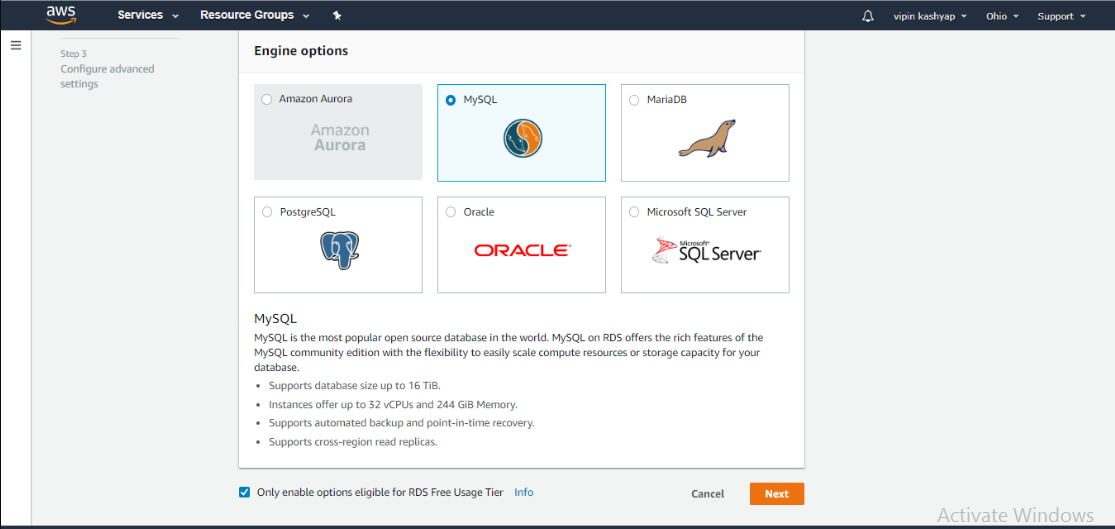 aws Services Resource Groups vipin kashyap Ohio Support
Step 3
Configure advanced
settings
Engine options
Amazon Aurora
Amazon
Aurora
MySQL
MariaDB
PostgreSQL
Oracle
ORACLE
Microsoft SQL Server
Microsoft
SQL Server
MySQL
MySQL is the most popular open source database in the world. MySQL on RDS offers the rich features of the
MySQL community edition with the flexibility to easily scale compute resources or storage capacity for your
database.
• Supports database size up to 16 TiB.
• Instances offer up to 32 vCPUs and 244 GiB Memory.
• Supports automated backup and point-in-time recovery.
• Supports cross-region read replicas.
Only enable options eligible for RDS Free Usage Tier Info
Cancel
Next
Activate Windows